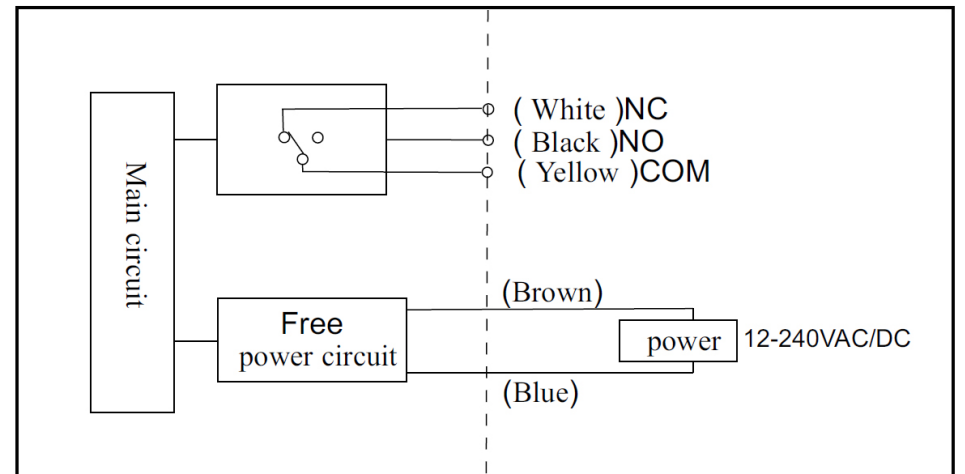 ( White )NC
( Black )NO
( Yellow )COM
Main circuit
(Brown)
Free
power circuit
power
12-240VAC/DC
(Blue)